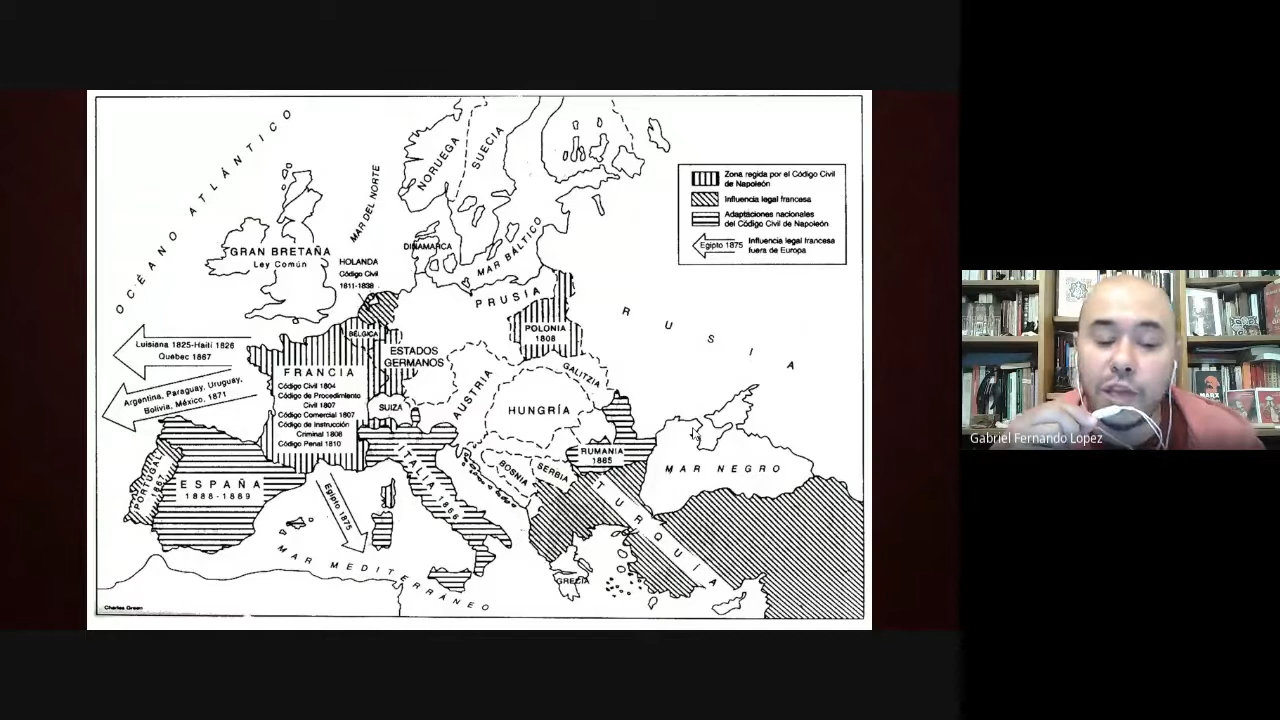 OCÉANO ATLÁNTICO
MAR DEL NORTE
NORUEGA
SUECIA
Zona regida por el Código Civil
de Napoleón
Influencia legal francesa
Adaptaciones nacionales
del Código Civil de Napoleón
Egipto 1875
Influencia legal francesa
fuera de Europa
GRAN BRETAÑA
Ley Común
DINAMARCA
MAR BÁLTICO
HOLANDA
Código Civil
1811-1838
PRUSIA
RUSIA
BÉLGICA
POLONIA
1808
Luisiana 1825-Haití 1826
Quebec 1867
ESTADOS
GERMANOS
FRANCIA
Código Civil 1804
Código de Procedimiento
Civil 1807
Código Comercial 1807
Código de Instrucción
Criminal 1808
Código Penal 1810
GALITZIA
Argentina, Paraguay, Uruguay,
Bolivia, México, 1871
AUSTRIA
SUIZA
HUNGRÍA
RUMANIA
1865
MAR NEGRO
PORTUGAL
1867
ESPAÑA
1888-1889
ITALIA 1866
BOSNIA
SERBIA
TURQUIA
Egipto 1875
MAR MEDITERRÁNEO
GRECIA
Charles Green
MARX
Gabriel Fernando Lopez